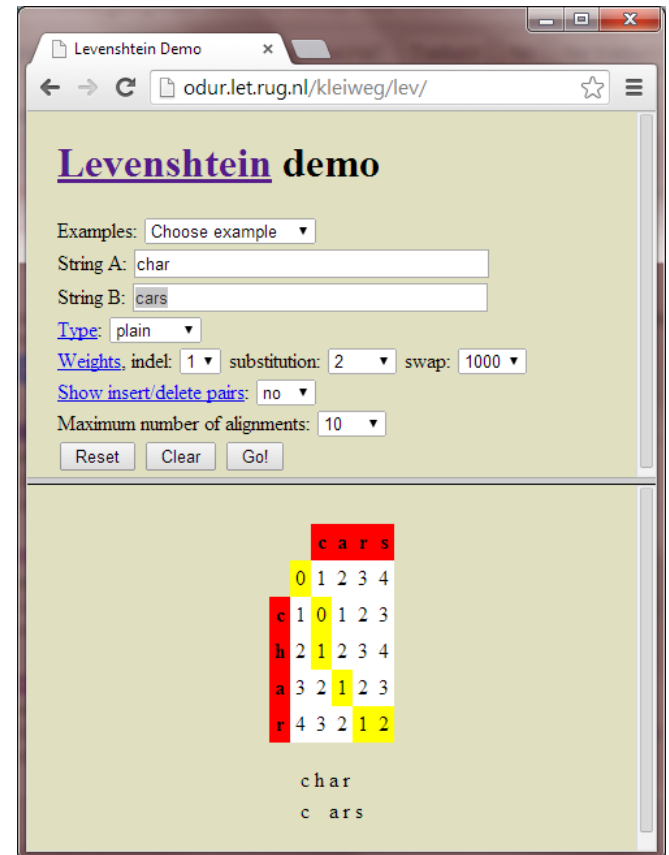 Levenshtein Demo
odur.let.rug.nl/kleiweg/lev/
Levenshtein demo
Examples: Choose example
String A: char
String B: cars
Type: plain
Weights, indel: 1 substitution: 2 swap: 1000
Show insert/delete pairs: no
Maximum number of alignments: 10
Reset Clear Go!
c a r s
0 1 2 3 4
c 1 0 1 2 3
h 2 1 2 3 4
a 3 2 1 2 3
r 4 3 2 1 2
c h a r
c a r s